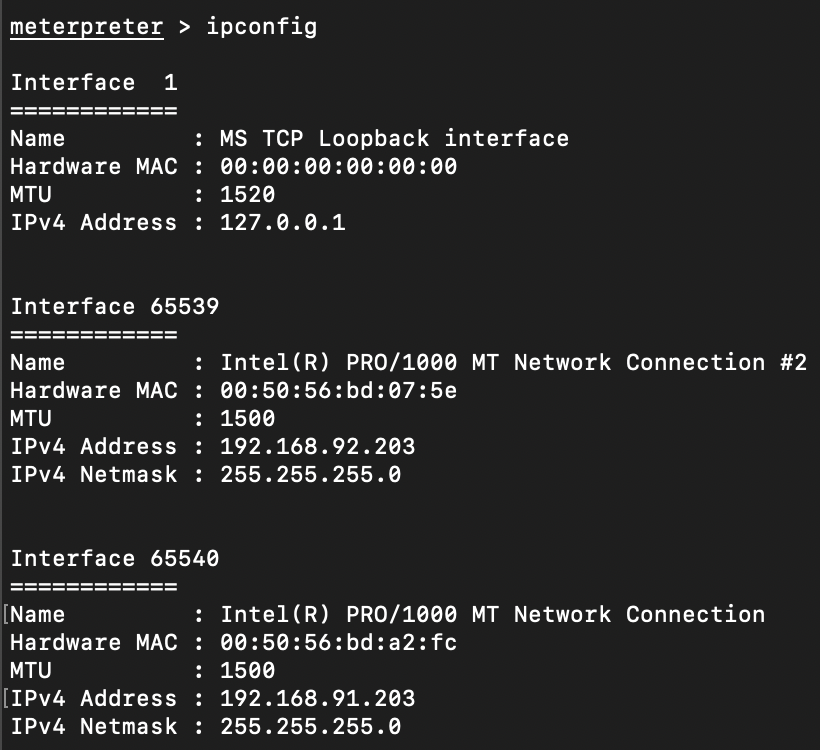 meterpreter > ipconfig
Interface  1
============
Name         : MS TCP Loopback interface
Hardware MAC : 00:00:00:00:00:00
MTU          : 1520
IPv4 Address : 127.0.0.1
Interface 65539
============
Name         : Intel(R) PRO/1000 MT Network Connection #2
Hardware MAC : 00:50:56:bd:07:5e
MTU          : 1500
IPv4 Address : 192.168.92.203
IPv4 Netmask : 255.255.255.0
Interface 65540
============
[Name         : Intel(R) PRO/1000 MT Network Connection
Hardware MAC : 00:50:56:bd:a2:fc
MTU          : 1500
[IPv4 Address : 192.168.91.203
IPv4 Netmask : 255.255.255.0